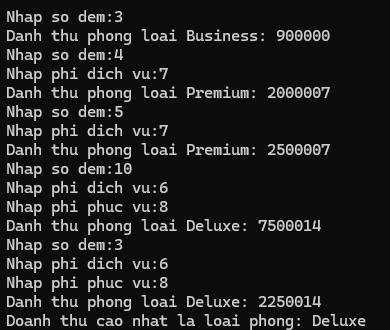 Nhap so dem:3
Danh thu phong loai Business: 900000
Nhap so dem:4
Nhap phi dich vu:7
Danh thu phong loai Premium: 2000007
Nhap so dem:5
Nhap phi dich vu:7
Danh thu phong loai Premium: 2500007
Nhap so dem:10
Nhap phi dich vu:6
Nhap phi phuc vu:8
Danh thu phong loai Deluxe: 7500014
Nhap so dem:3
Nhap phi dich vu:6
Nhap phi phuc vu:8
Danh thu phong loai Deluxe: 2250014
Doanh thu cao nhat la loai phong: Deluxe